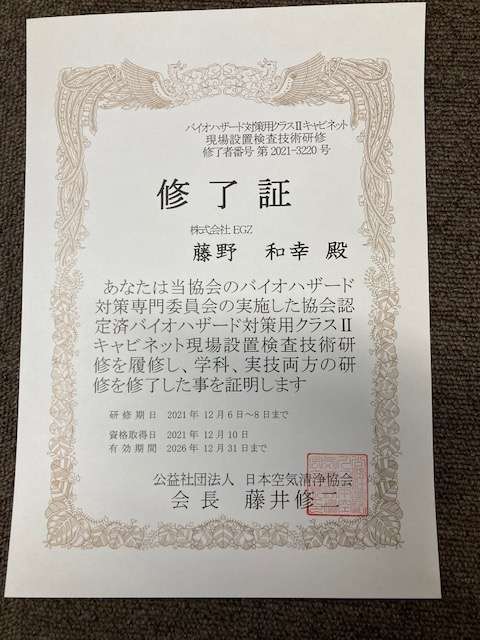 バイオハザード対策用クラスⅡキャビネット
現場設置検査技術研修
修了者番号 第 2021-3220 号
修了証
株式会社 EGZ
藤野 和幸 殿
あなたは当協会のバイオハザード
対策専門委員会の実施した協会認
定済バイオハザード対策用クラスⅡ
キャビネット現場設置検査技術研
修を履修し、学科、実技両方の研
修を修了した事を証明します
研修期日 2021年 12月6日~8日まで
資格取得日 2021年 12月10日
有効期間 2026年 12月31日まで
公益社団法人 日本空気清浄協会
会長 藤井修二